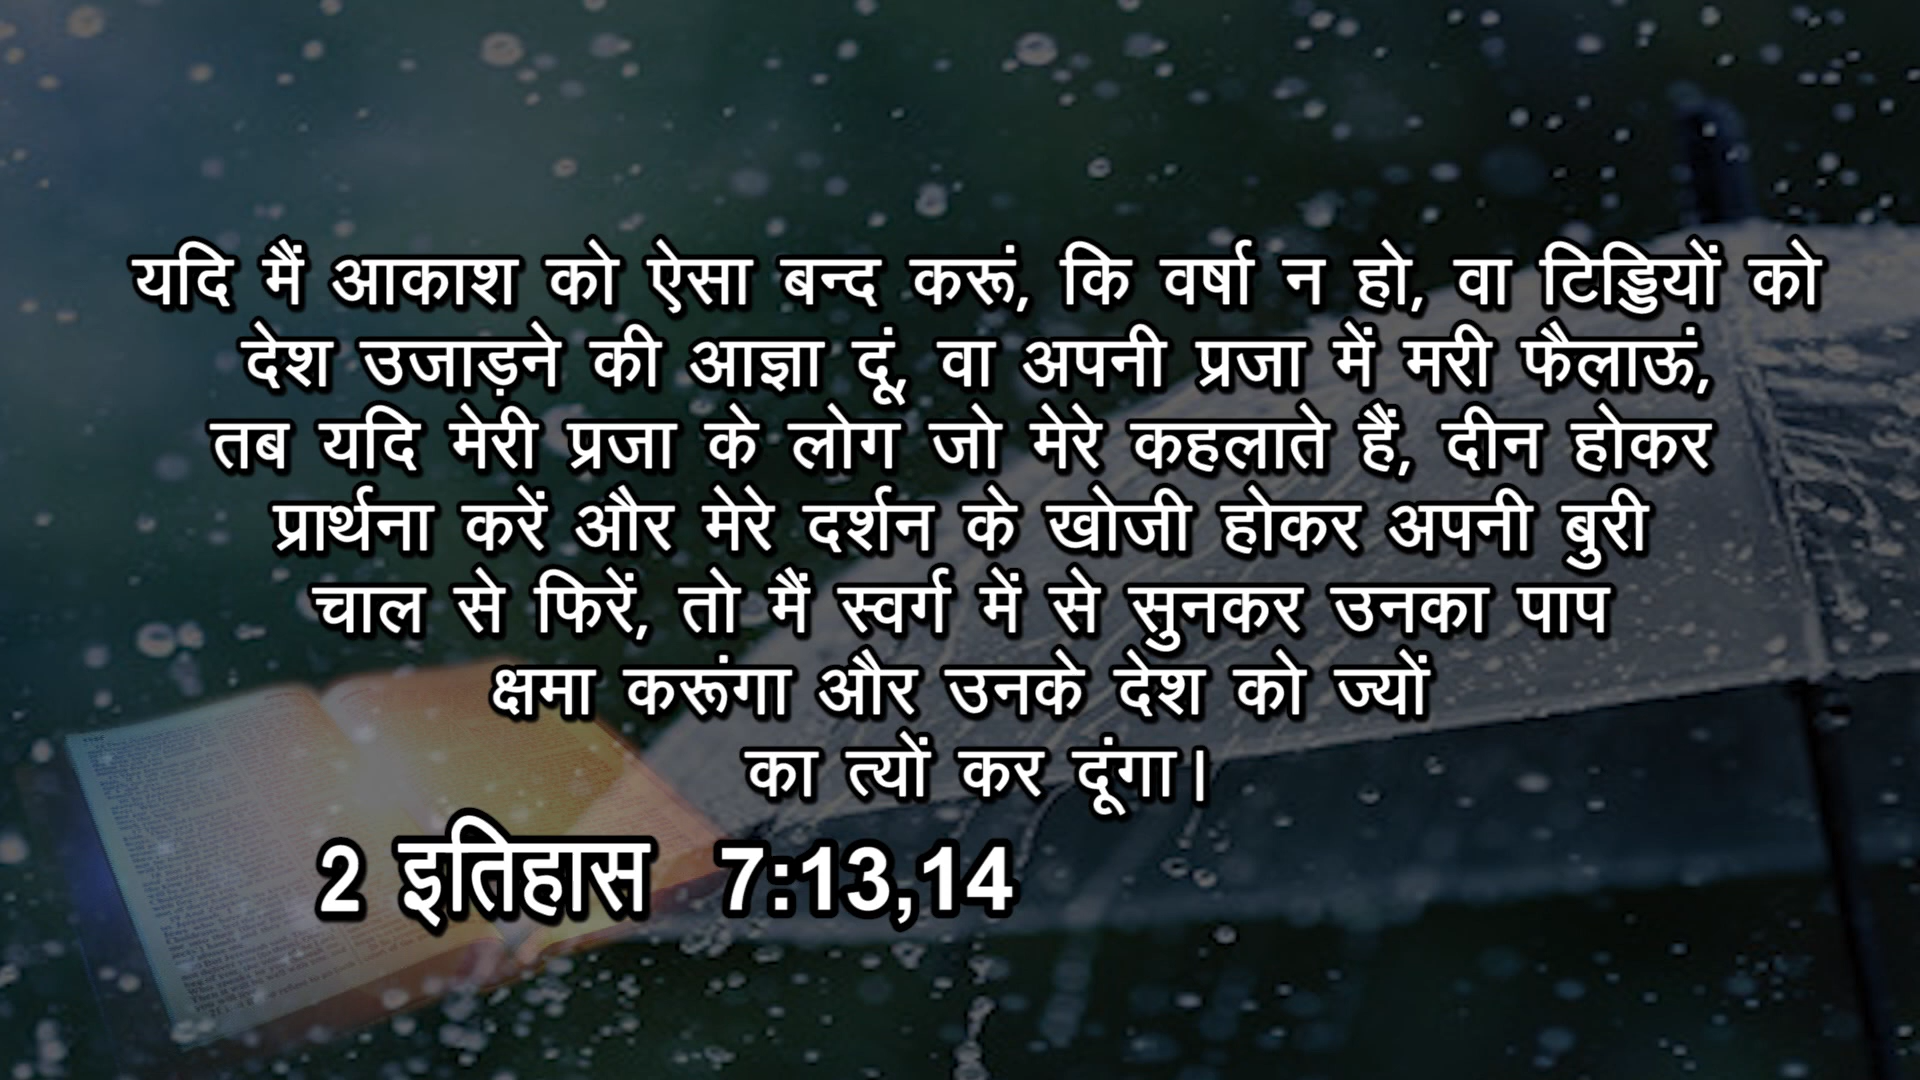 यदि मैं आकाश को ऐसा बन्द करूं, कि वर्षा न हो, वा टिड्डियों को
देश उजाड़ने की आज्ञा दूं, वा अपनी प्रजा में मरी फैलाऊं,
तब यदि मेरी प्रजा के लोग जो मेरे कहलाते हैं, दीन होकर
प्रार्थना करें और मेरे दर्शन के खोजी होकर अपनी बुरी
चाल से फिरें, तो मैं स्वर्ग में से सुनकर उनका पाप
क्षमा करूंगा और उनके देश को ज्यों
का त्यों कर दूंगा।
2 इतिहास 7:13,14